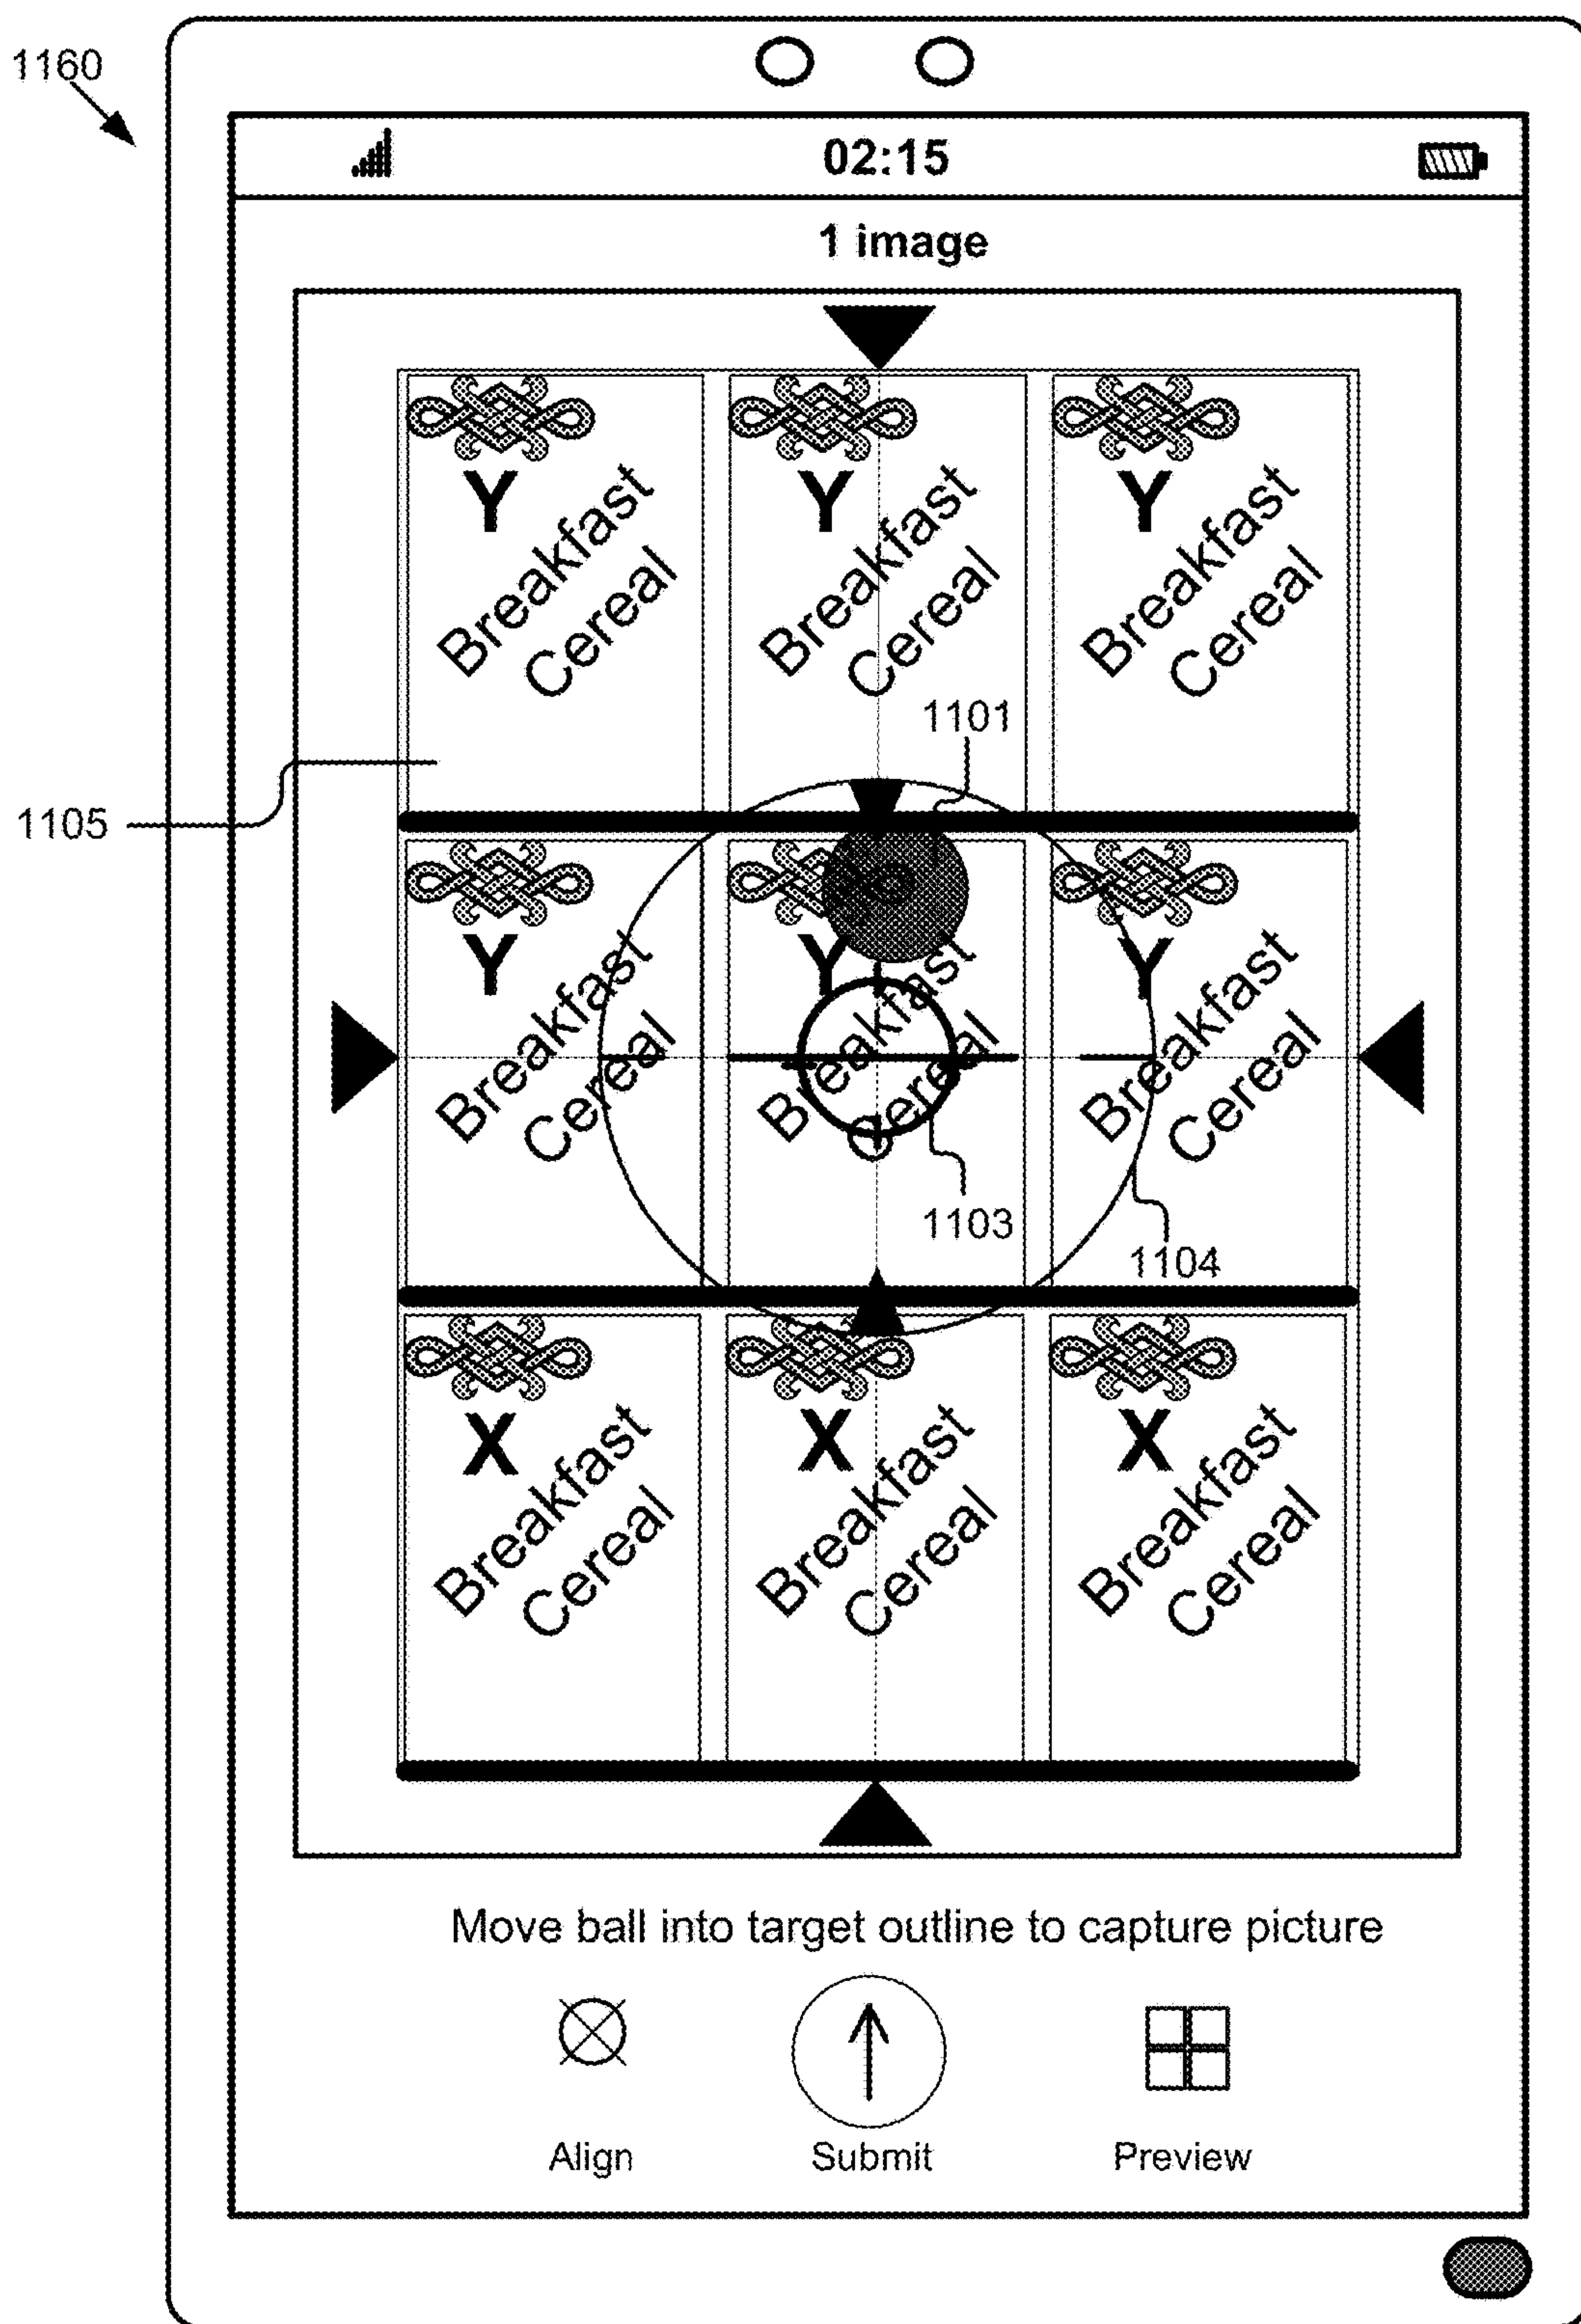 1160
02:15
1 image
Y
Breakfast
Cereal
Y
Breakfast
Cereal
Y
Breakfast
Cereal
1101
1105
Y
Breakfast
Cereal
Y
Breakfast
Cereal
Y
Breakfast
Cereal
1103
1104
X
Breakfast
Cereal
X
Breakfast
Cereal
X
Breakfast
Cereal
Move ball into target outline to capture picture
Align
Submit
Preview